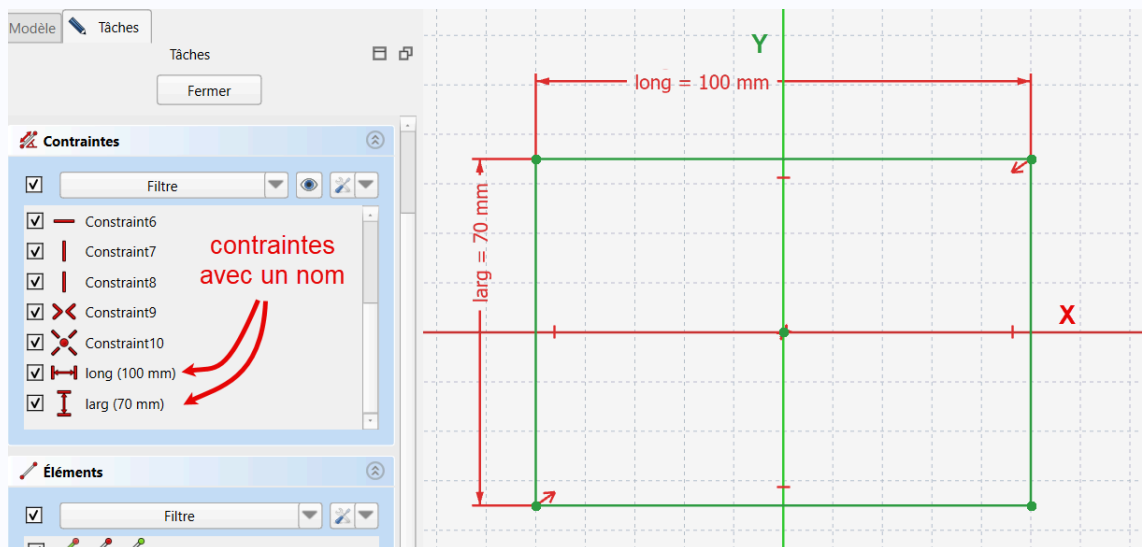 Modèle
Tâches
Tâches
Fermer
Contraintes
Filtre
Constraint6
Constraint7
Constraint8
Constraint9
Constraint10
long (100 mm)
larg (70 mm)
contraintes
avec un nom
Éléments
Filtre
Y
long = 100 mm
larg = 70 mm
X